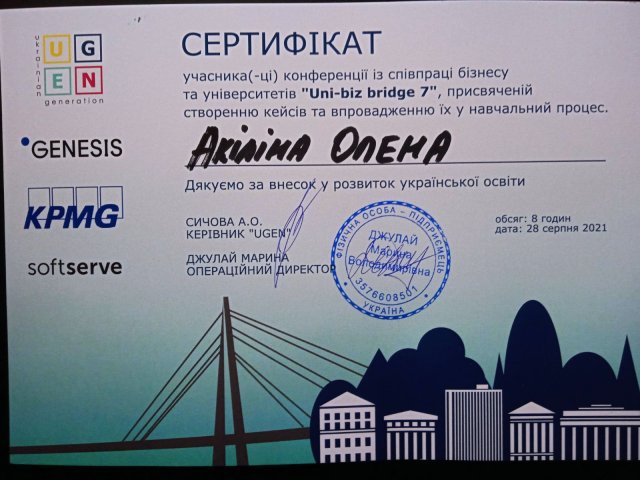 ukrainian
U G
E N
generation
СЕРТИФІКАТ
учасника(-ці) конференції із співпраці бізнесу
та університетів "Uni-biz bridge 7", присвяченій
створенню кейсів та впровадженню їх у навчальний процес.
GENESIS
Акіліна Олена
Дякуємо за внесок у розвиток української освіти
KPMG
СИЧОВА А.О.
КЕРІВНИК "UGEN"
обсяг: 8 годин
дата: 28 серпня 2021
softserve
ДЖУЛАЙ МАРИНА
ОПЕРАЦІЙНИЙ ДИРЕКТОР
ФІЗИЧНА ОСОБА - ПІДПРИЄМЕЦЬ
ДЖУЛАЙ
Марина
Володимирівна
3576608501
УКРАЇНА